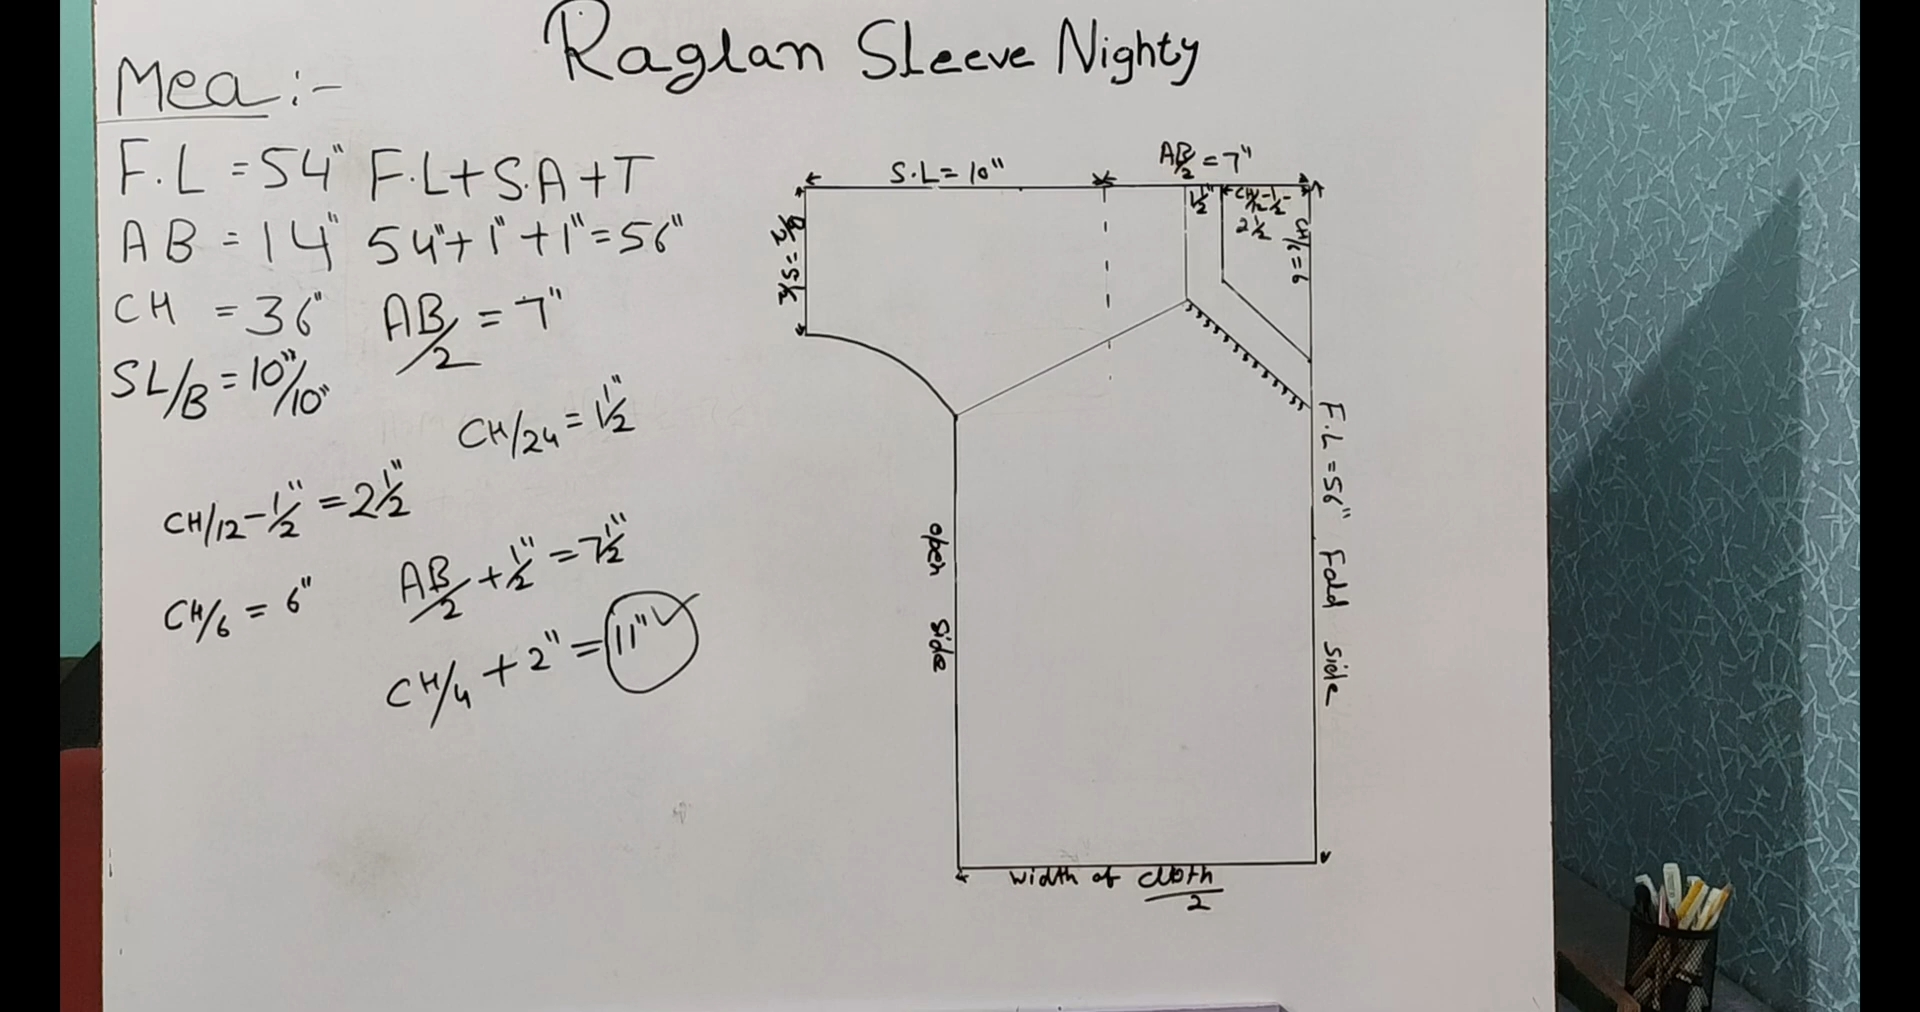 Raglan Sleeve Nighty
Mea:-
F.L = 54" F.L+S.A+T
AB = 14" 54"+1"+1"=56"
CH = 36" AB/2 = 7"
SL/B = 10"/10"
CH/24 = 1 1/2"
CH/12 - 1/2" = 2 1/2"
AB/2 + 1/2" = 7 1/2"
CH/6 = 6"
CH/4 + 2" = 11"
S.L = 10"
AB/2 = 7"
1 1/2"
CH/12-1/2-
2 1/2
CH/6 = 6
F.L = 56" Fold side
open side
width of cloth/2